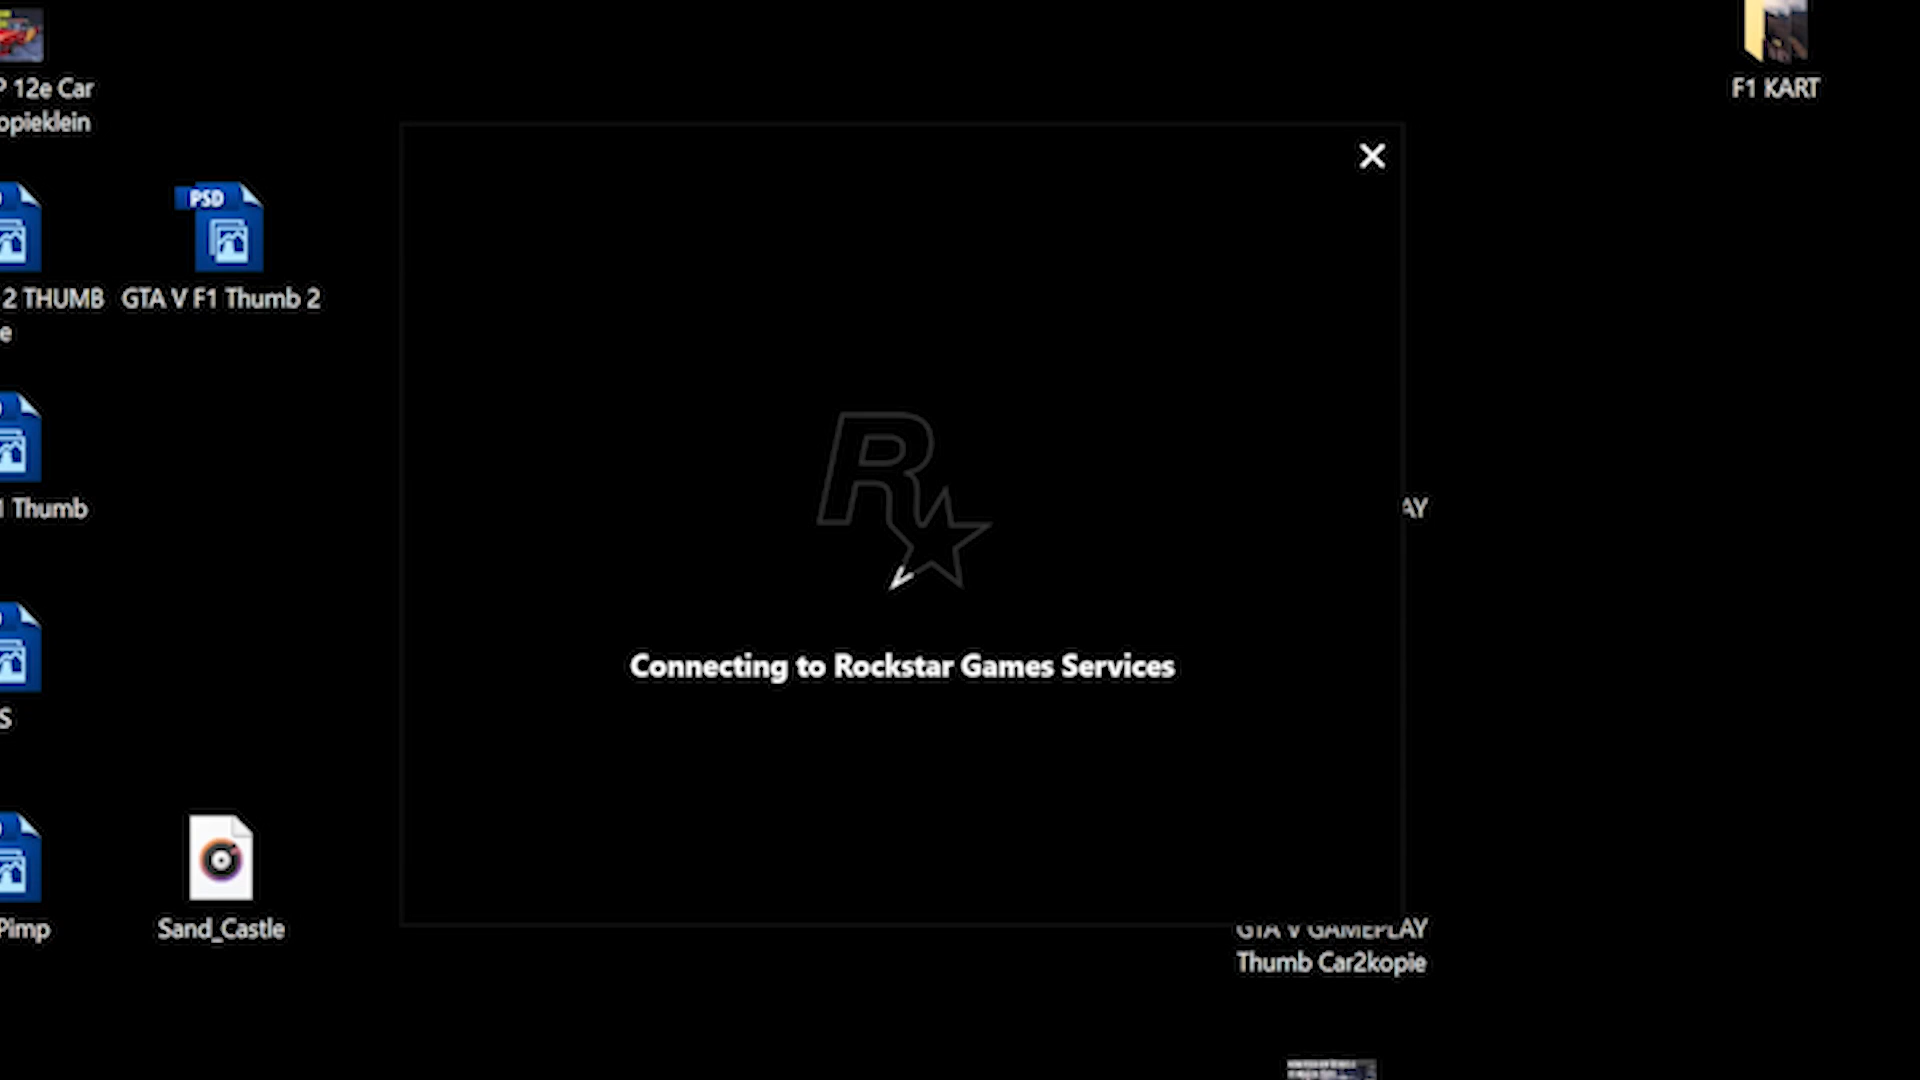 P 12e Car
opieklein
F1 KART
PSD
2 THUMB
e
GTA V F1 Thumb 2
Thumb
AY
R
Connecting to Rockstar Games Services
S
Pimp
Sand_Castle
GTA V GAMEPLAY
Thumb Car2kopie